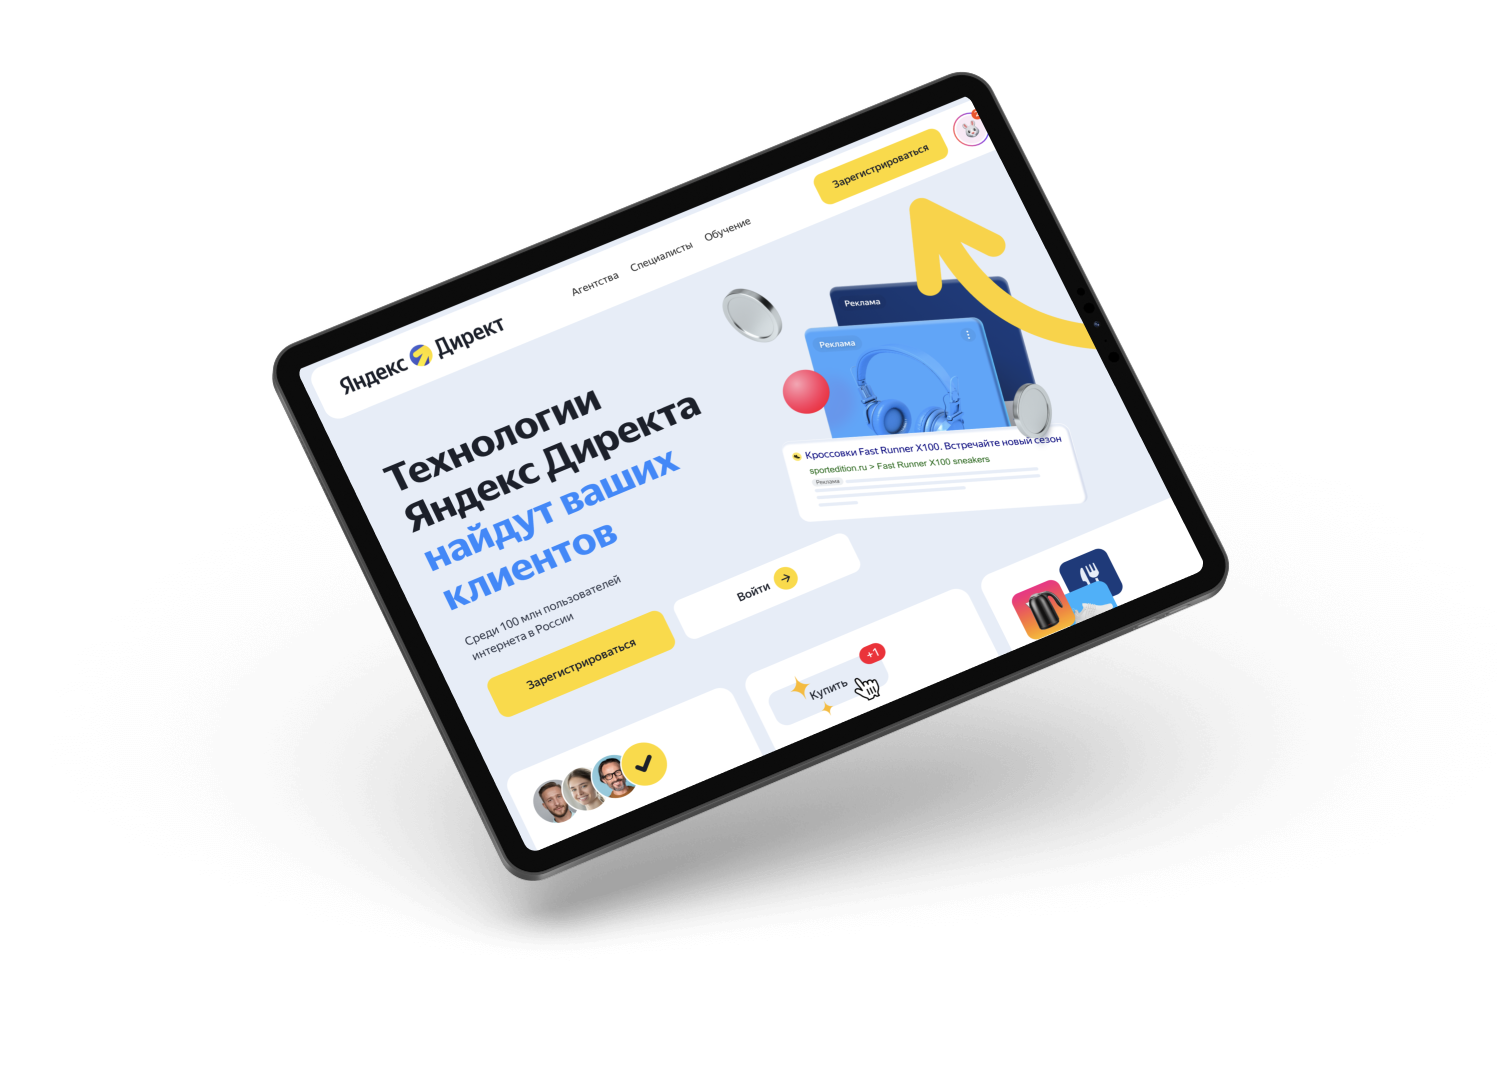 Яндекс Директ
Агентства
Специалисты
Обучение
Зарегистрироваться
Технологии
Яндекс Директа
найдут ваших
клиентов
Среди 100 млн пользователей
интернета в России
Зарегистрироваться
Войти
Реклама
Реклама
Кроссовки Fast Runner X100. Встречайте новый сезон
sportedition.ru > Fast Runner X100 sneakers
Реклама
Купить
+1